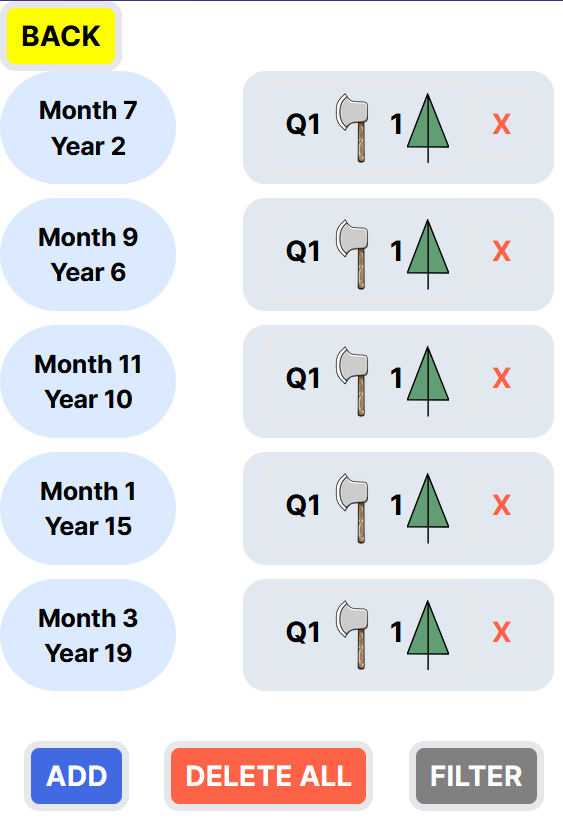 BACK
Month 7
Year 2
Q1 1 X
Month 9
Year 6
Q1 1 X
Month 11
Year 10
Q1 1 X
Month 1
Year 15
Q1 1 X
Month 3
Year 19
Q1 1 X
ADD DELETE ALL FILTER